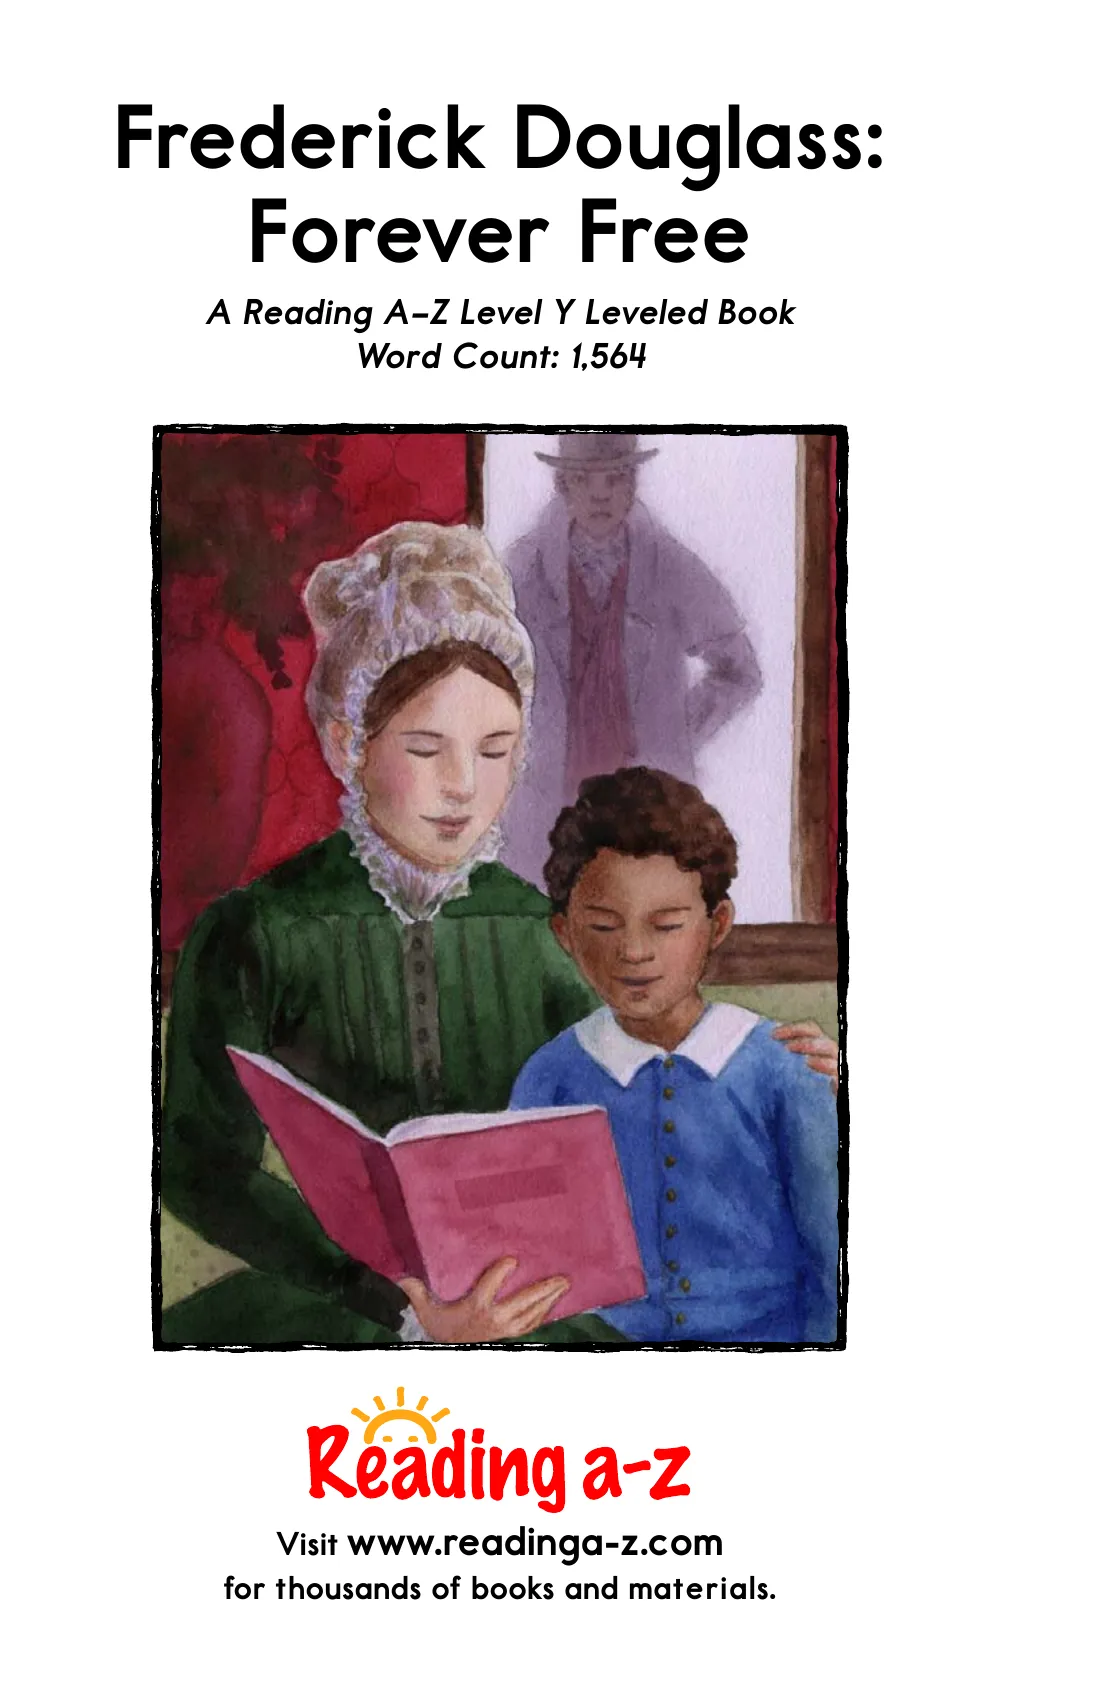 Frederick Douglass:
Forever Free
A Reading A–Z Level Y Leveled Book
Word Count: 1,564
Reading a-z
Visit www.readinga-z.com
for thousands of books and materials.